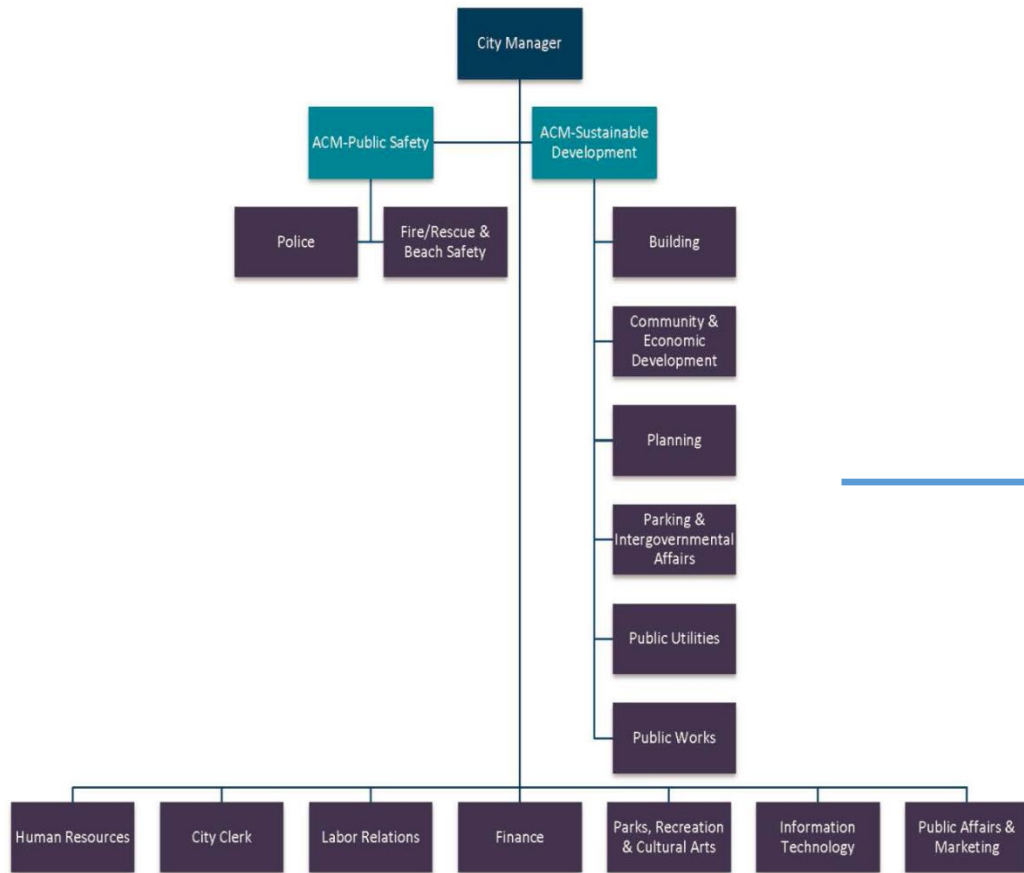 City Manager
ACM-Public Safety
ACM-Sustainable
Development
Police
Fire/Rescue &
Beach Safety
Building
Community &
Economic
Development
Planning
Parking &
Intergovernmental
Affairs
Public Utilities
Public Works
Human Resources
City Clerk
Labor Relations
Finance
Parks, Recreation
& Cultural Arts
Information
Technology
Public Affairs &
Marketing